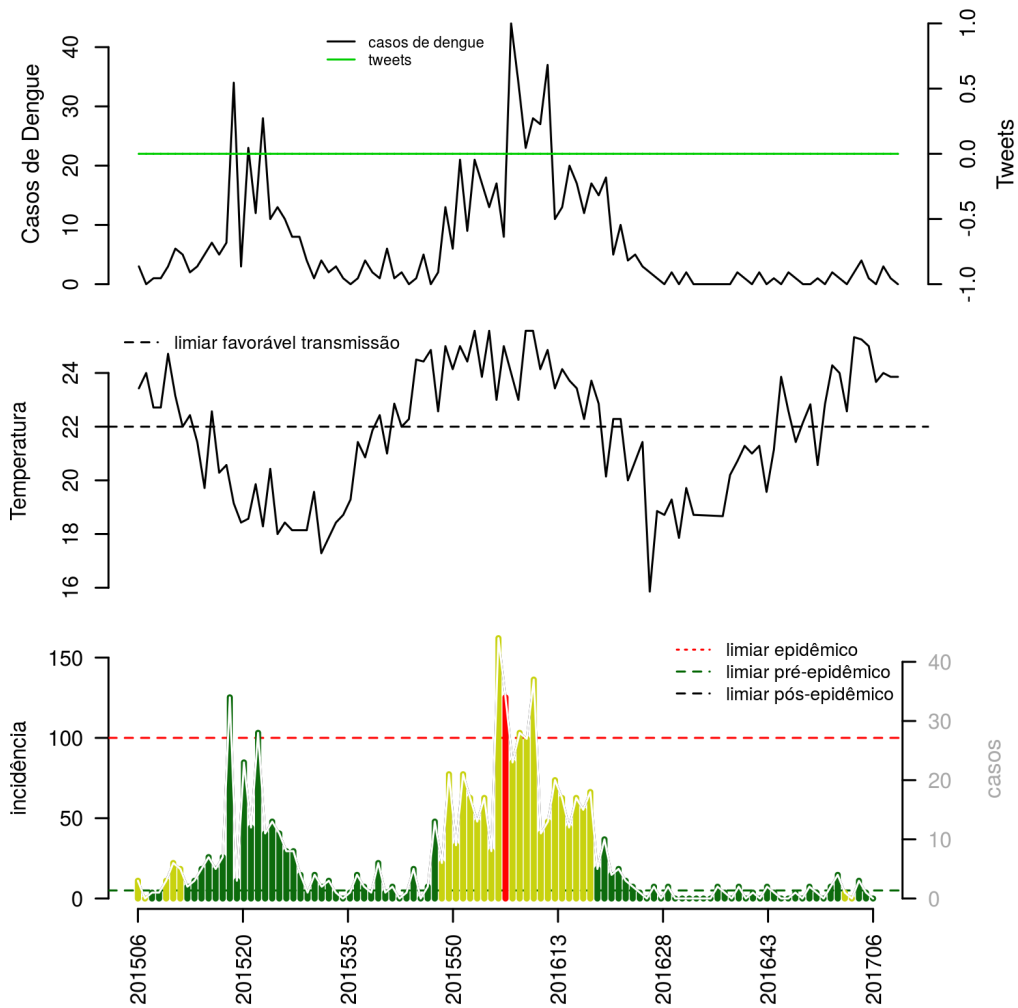 casos de dengue
tweets
Casos de Dengue
0
10
20
30
40
Tweets
-1.0
-0.5
0.0
0.5
1.0
limiar favorável transmissão
Temperatura
16
18
20
22
24
limiar epidêmico
limiar pré-epidêmico
limiar pós-epidêmico
incidência
0
50
100
150
casos
0
10
20
30
40
201506
201520
201535
201550
201613
201628
201643
201706